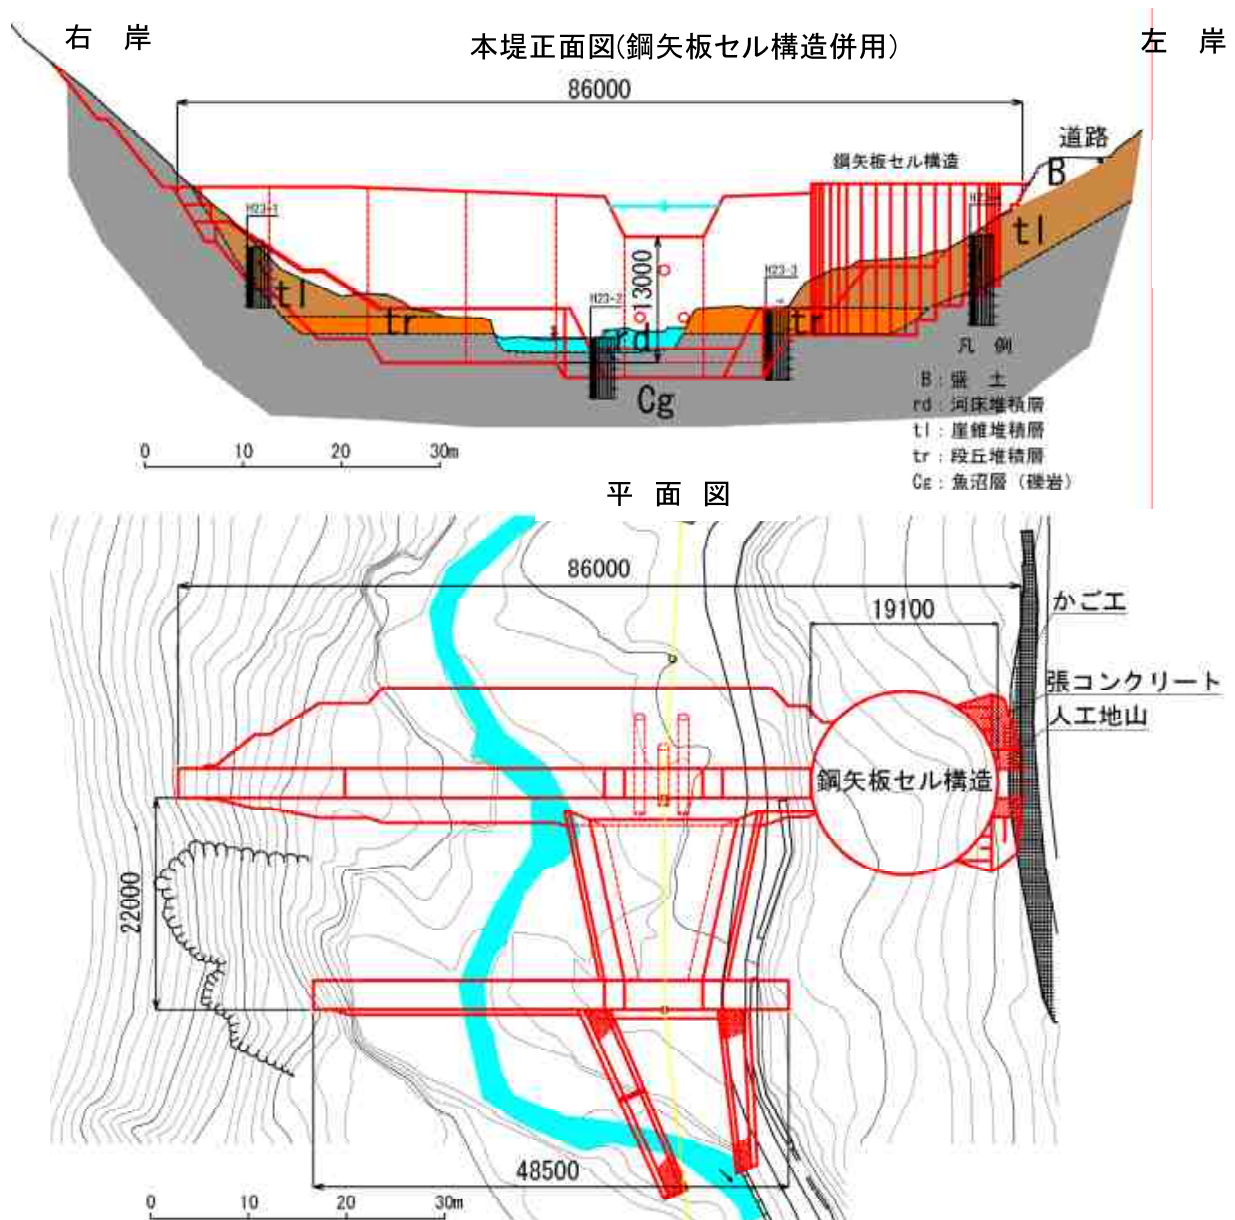 右 岸
本堤正面図(鋼矢板セル構造併用)
左 岸
86000
道路
鋼矢板セル構造
B
H23-1
tl
H23-3
13000
H23-2
tl
tr
rd
tr
Cg
凡 例
B : 盛 土
rd : 河床堆積層
tl : 崖錐堆積層
tr : 段丘堆積層
Cg : 魚沼層 (礫岩)
0 10 20 30m
平 面 図
86000
19100
かご工
張コンクリート
人工地山
鋼矢板セル構造
22000
48500
0 10 20 30m